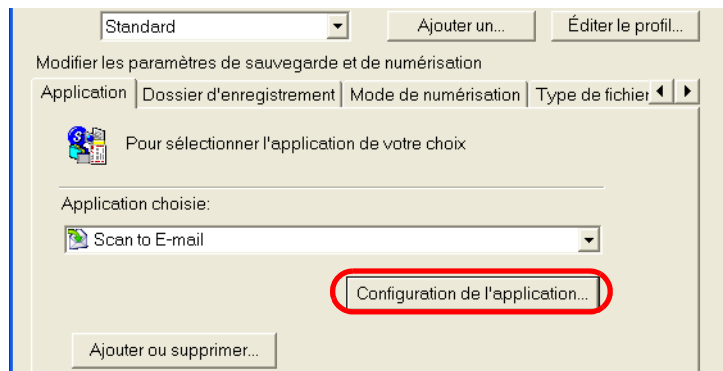 Standard Ajouter un... Éditer le profil...
Modifier les paramètres de sauvegarde et de numérisation
Application Dossier d'enregistrement Mode de numérisation Type de fichier
Pour sélectionner l'application de votre choix
Application choisie:
Scan to E-mail
Configuration de l'application...
Ajouter ou supprimer...